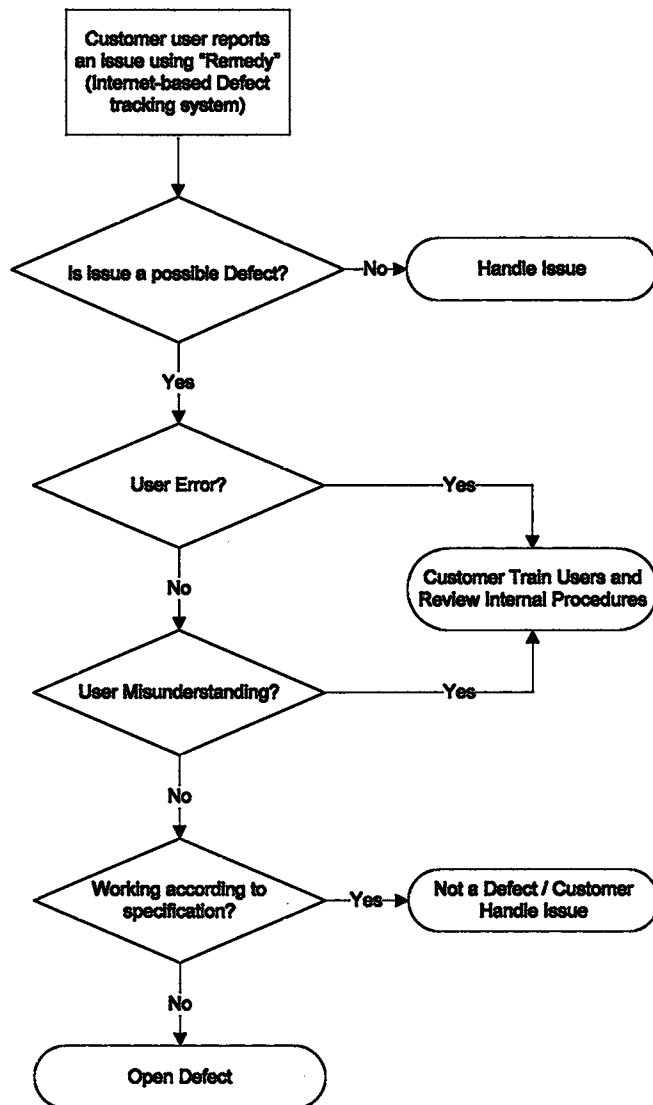 Customer user reports
an issue using “Remedy”
(Internet-based Defect
tracking system)
Is issue a possible Defect?
No
Handle Issue
Yes
User Error?
Yes
Customer Train Users and
Review Internal Procedures
No
User Misunderstanding?
Yes
No
Working according to
specification?
Yes
Not a Defect / Customer
Handle Issue
No
Open Defect